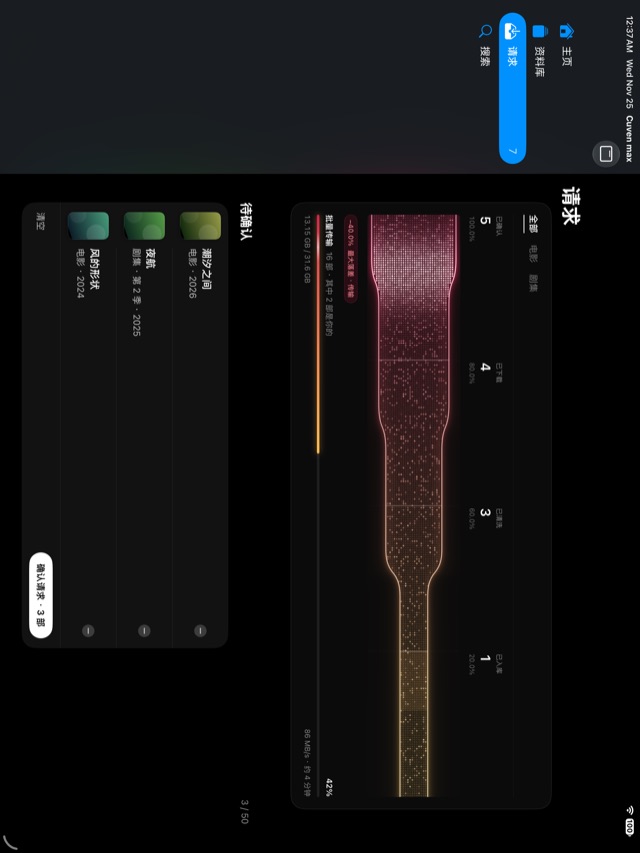 12:37 AM Wed Nov 25 Cuven max
100
主页
资料库
请求 7
搜索
请求
全部 电影 剧集
已确认 已下载 已清洗 已入库
5 4 3 1
100.0% 80.0% 60.0% 20.0%
−40.0% 最大落差 · 传输
批量传输 16 部 · 其中 2 部是你的 42%
13.15 GB / 31.6 GB 86 MB/s · 约 4 分钟
待确认 3 / 50
潮汐之间
电影 · 2026
夜航
剧集 · 第 2 季 · 2025
风的形状
电影 · 2024
清空 确认请求 · 3 部